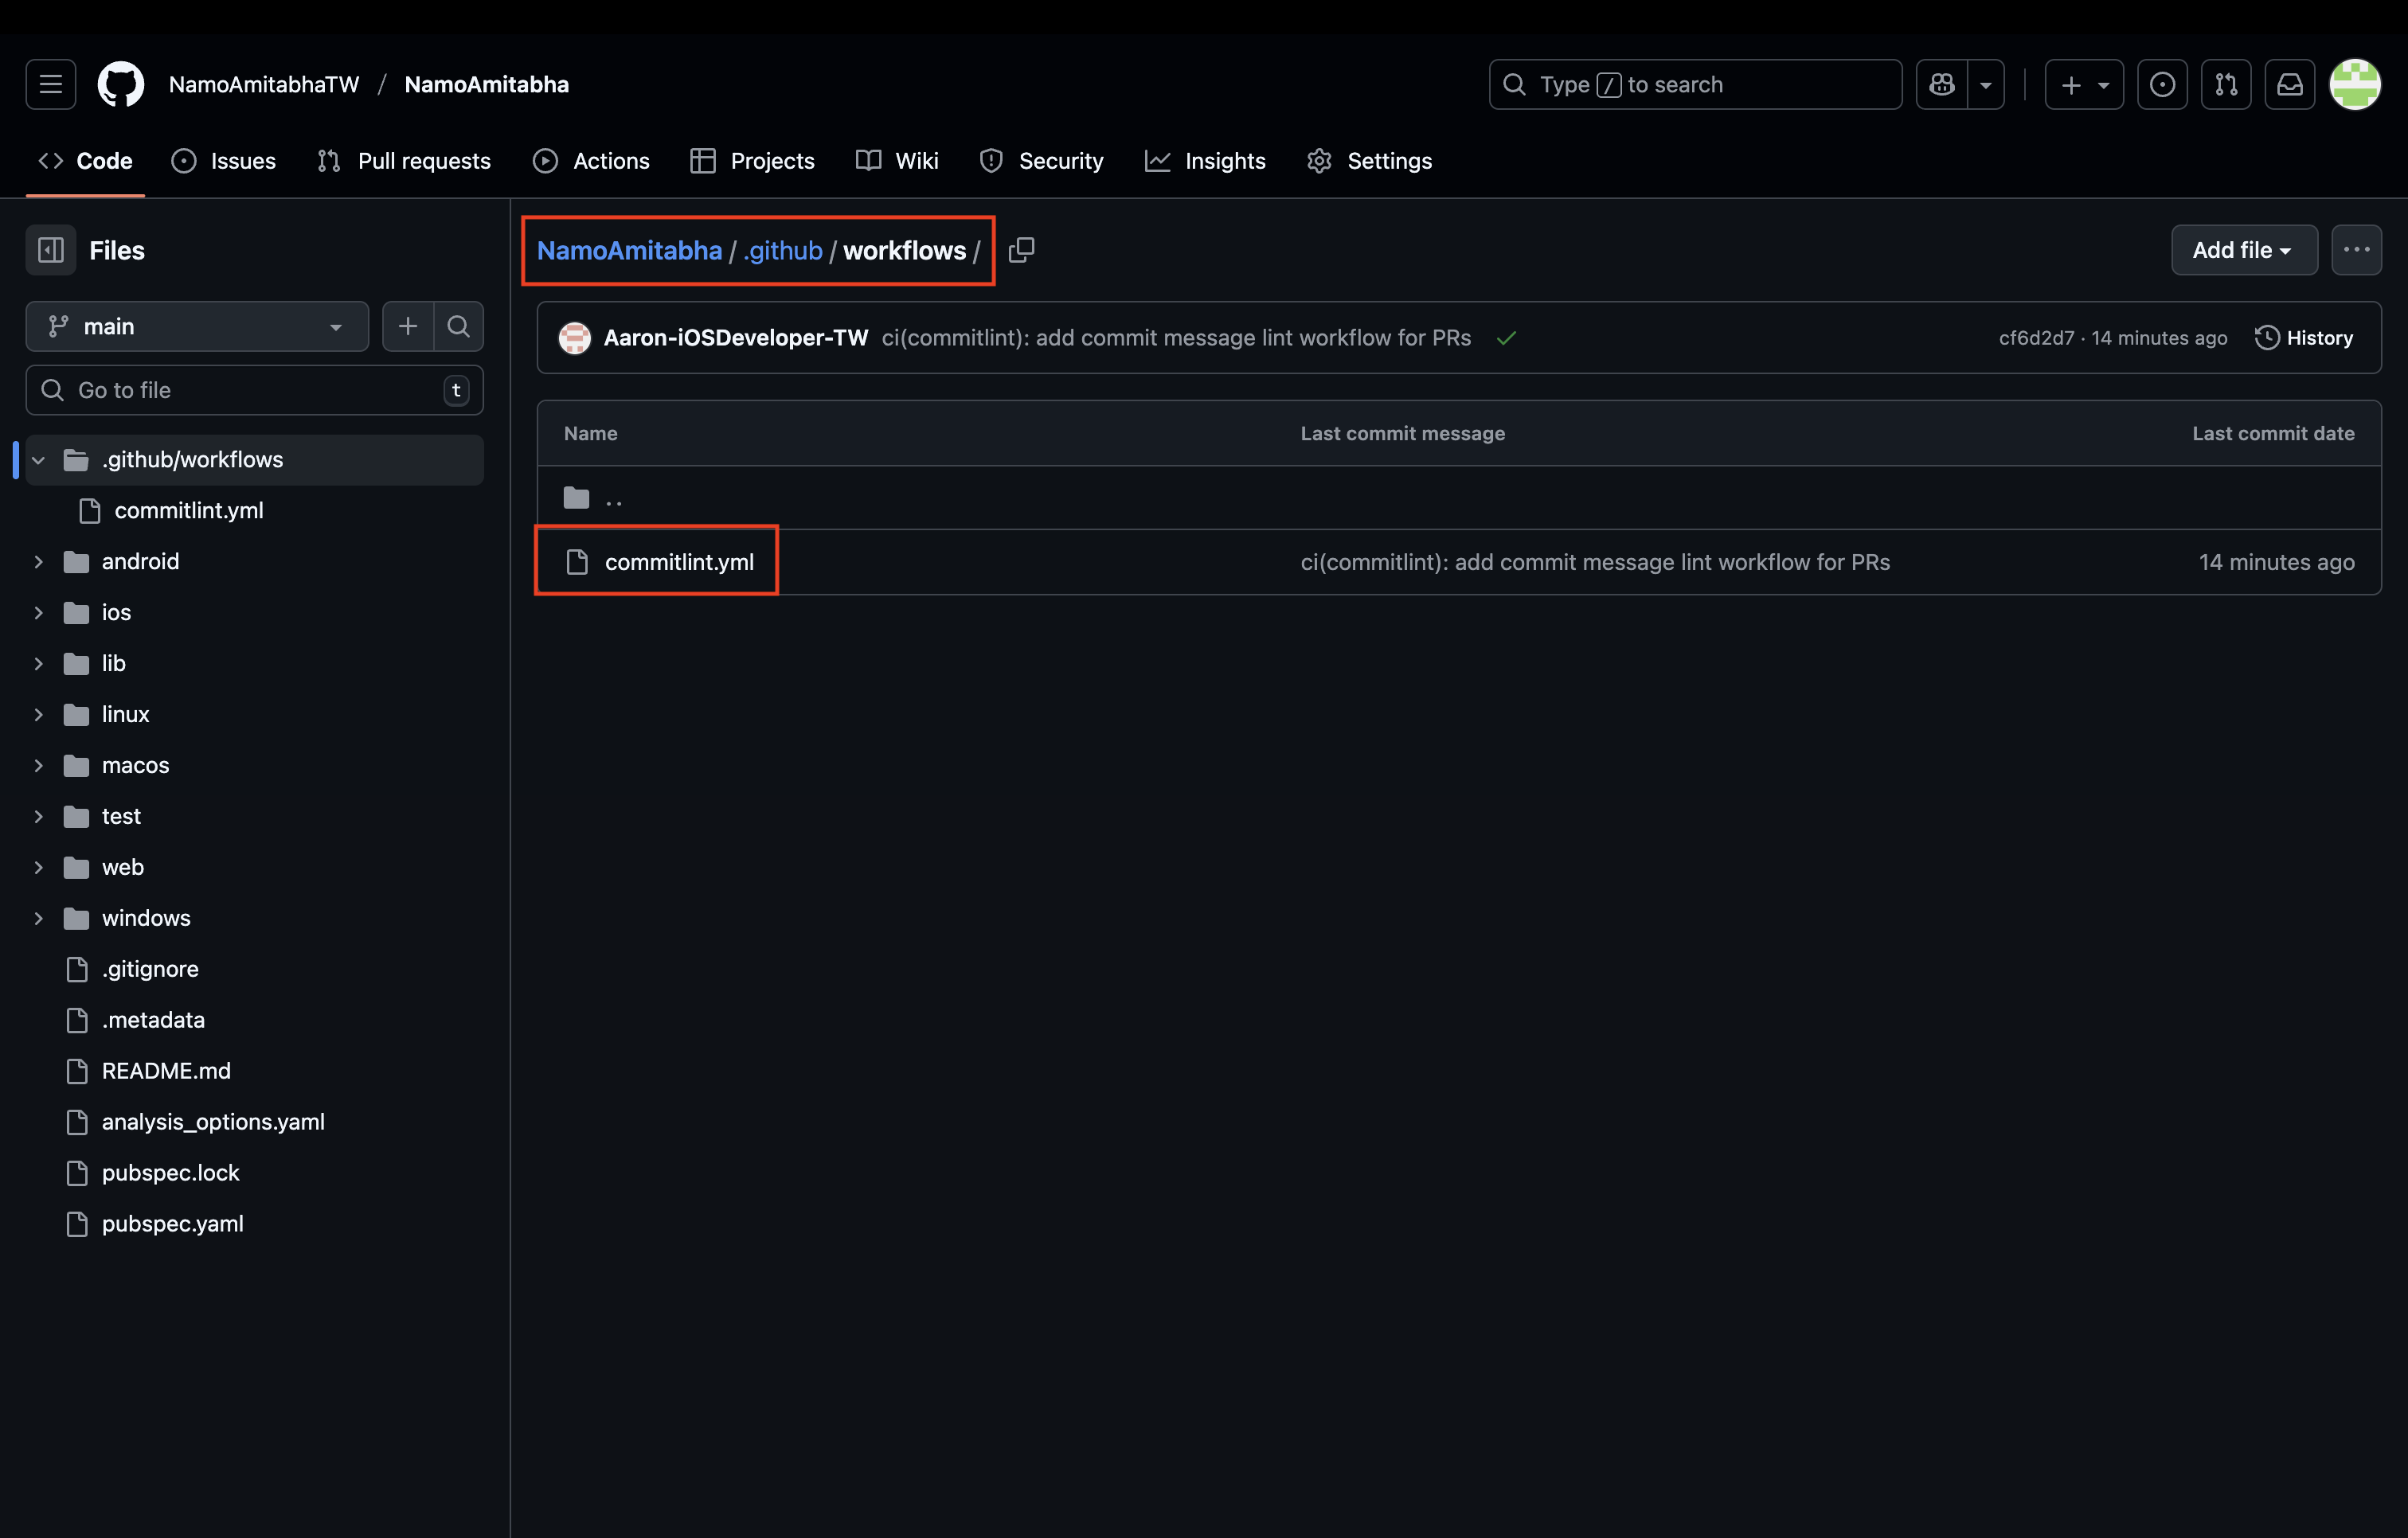 NamoAmitabhaTW / NamoAmitabha
Type / to search
Code Issues Pull requests Actions Projects Wiki Security Insights Settings
Files
main
Go to file t
.github/workflows
commitlint.yml
android
ios
lib
linux
macos
test
web
windows
.gitignore
.metadata
README.md
analysis_options.yaml
pubspec.lock
pubspec.yaml
NamoAmitabha / .github / workflows /
Add file
Aaron-iOSDeveloper-TW ci(commitlint): add commit message lint workflow for PRs cf6d2d7 · 14 minutes ago History
Name Last commit message Last commit date
..
commitlint.yml ci(commitlint): add commit message lint workflow for PRs 14 minutes ago